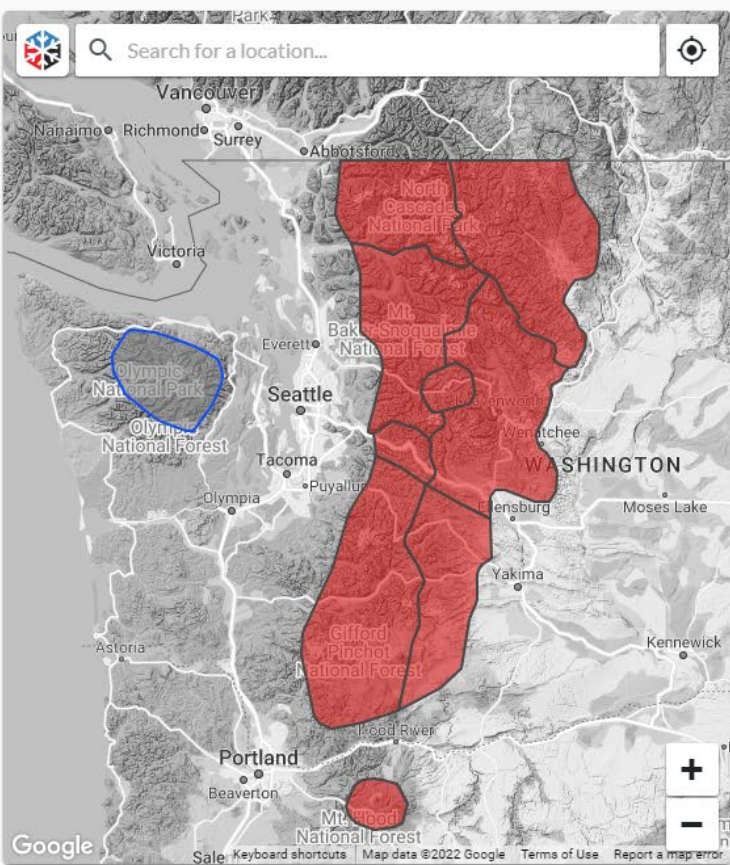 Park
Search for a location...
Vancouver
Nanaimo
Richmond
Surrey
Abbotsford
North
Cascades
National Park
Victoria
Mt.
Baker-Snoqualmie
National Forest
Everett
Olympic
National Park
Leavenworth
Seattle
Olympic
National Forest
Wenatchee
Tacoma
WASHINGTON
Puyallup
Olympia
Ellensburg
Moses Lake
Yakima
Astoria
Gifford
Pinchot
National Forest
Kennewick
Hood River
Portland
+
Beaverton
Mt. Hood
National Forest
−
Google
Sale
Keyboard shortcuts
Map data ©2022 Google
Terms of Use
Report a map error